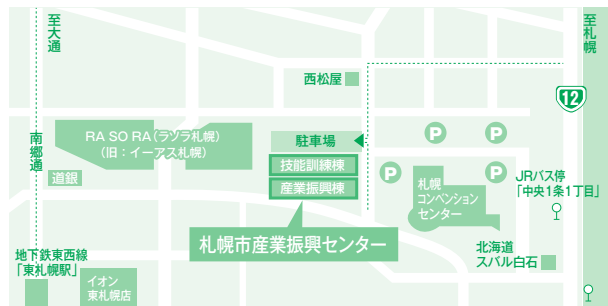 至大通
至札幌
西松屋
12
南郷通
RA SO RA(ラソラ札幌)
(旧：イーアス札幌)
駐車場
P
P
技能訓練棟
道銀
産業振興棟
P
P
札幌
コンベンション
センター
JRバス停
「中央1条1丁目」
札幌市産業振興センター
地下鉄東西線
「東札幌駅」
イオン
東札幌店
北海道
スバル白石